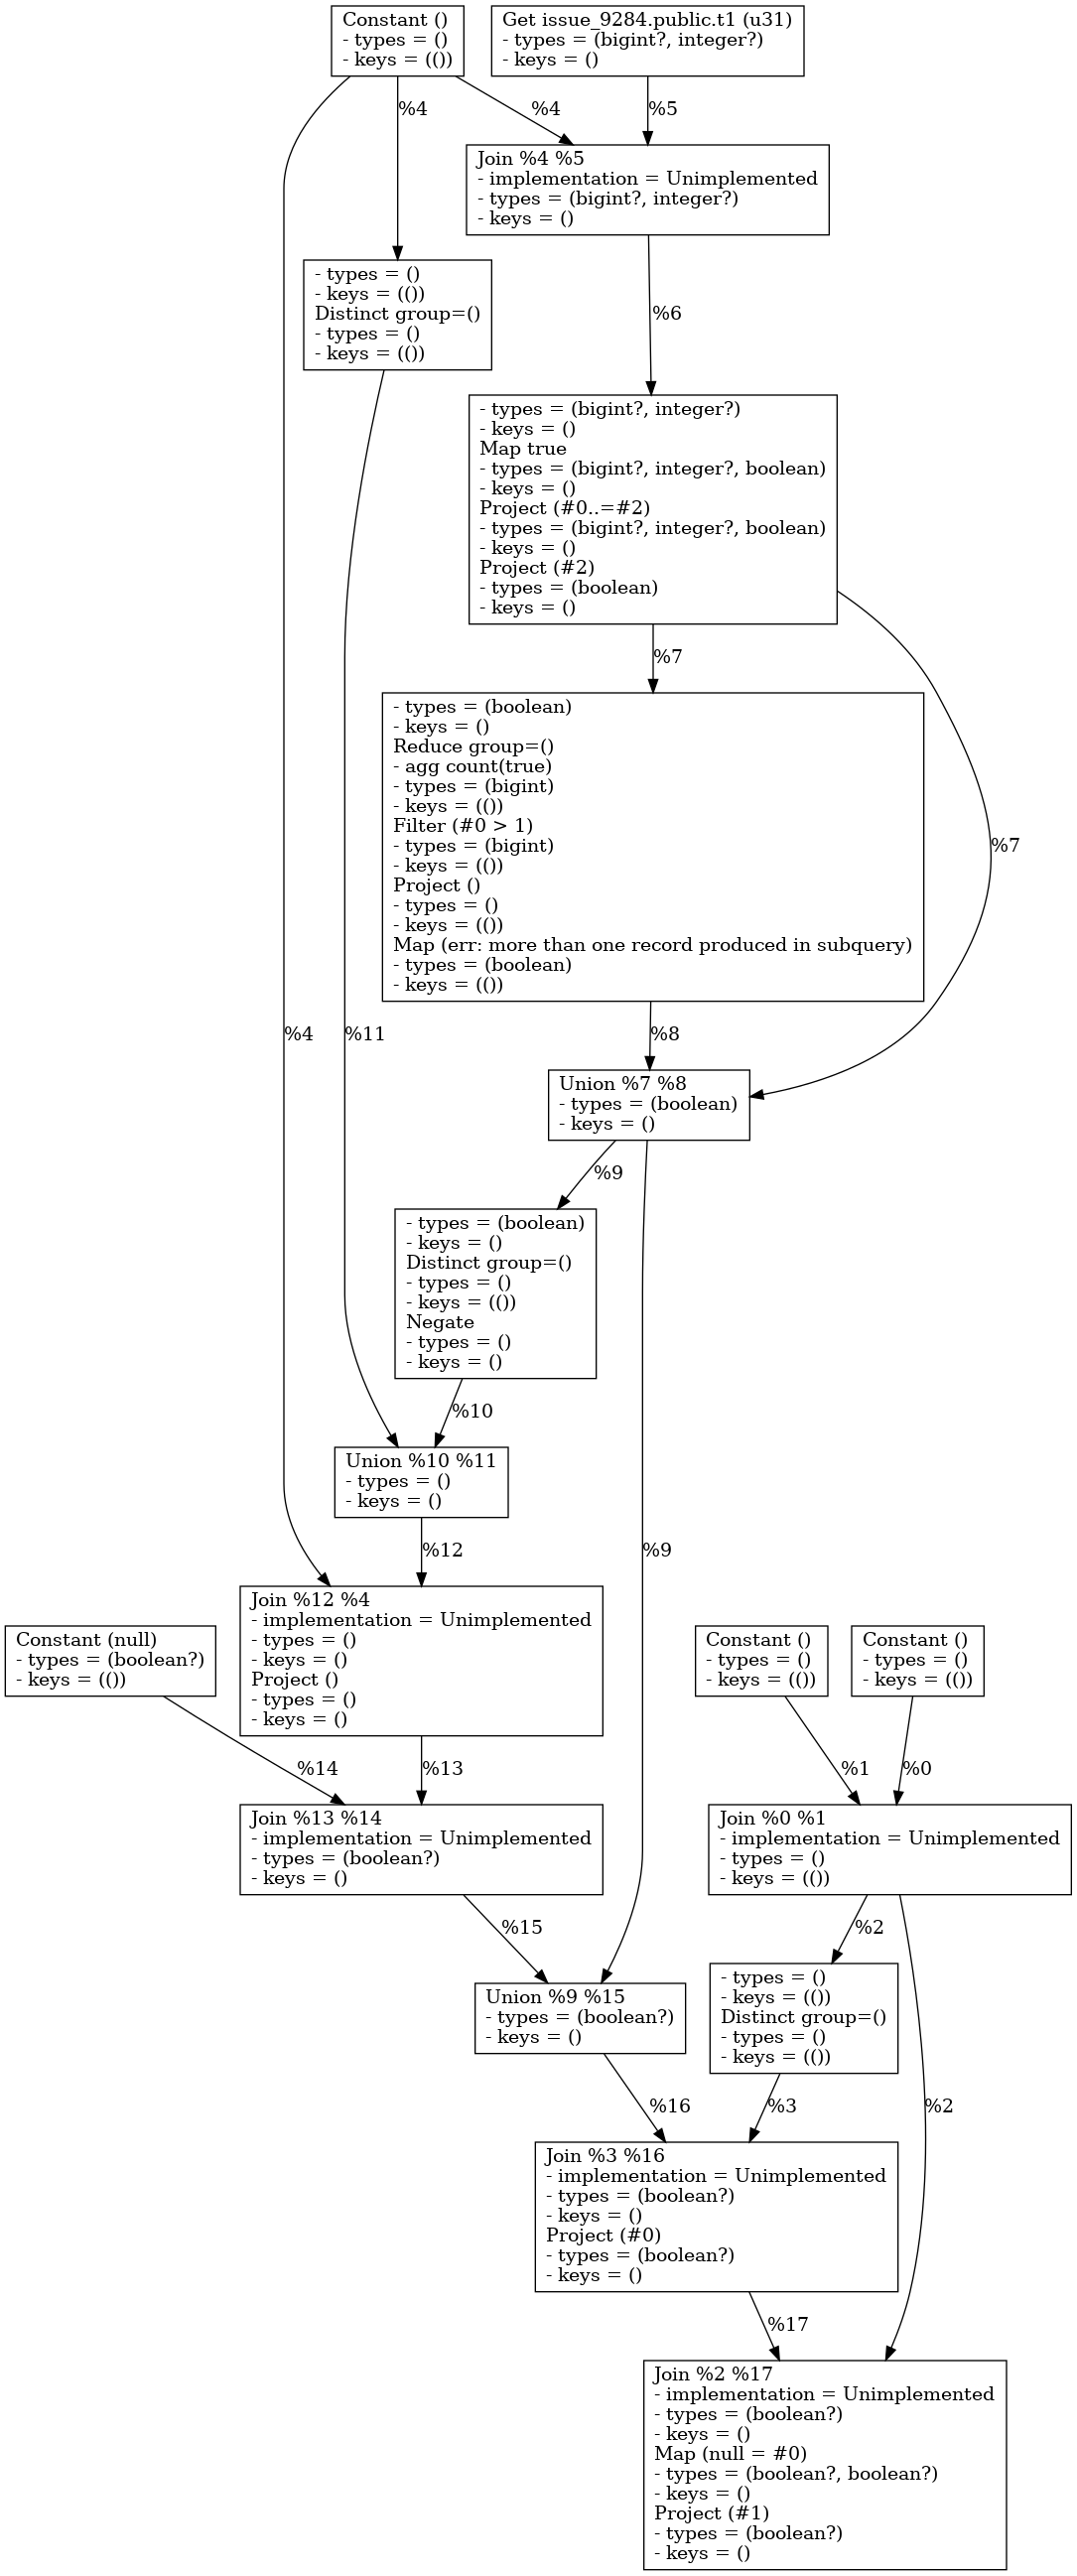 Constant ()
- types = ()
- keys = (())
Get issue_9284.public.t1 (u31)
- types = (bigint?, integer?)
- keys = ()
%4
%4
%5
Join %4 %5
- implementation = Unimplemented
- types = (bigint?, integer?)
- keys = ()
- types = ()
- keys = (())
Distinct group=()
- types = ()
- keys = (())
%6
- types = (bigint?, integer?)
- keys = ()
Map true
- types = (bigint?, integer?, boolean)
- keys = ()
Project (#0..=#2)
- types = (bigint?, integer?, boolean)
- keys = ()
Project (#2)
- types = (boolean)
- keys = ()
%7
- types = (boolean)
- keys = ()
Reduce group=()
- agg count(true)
- types = (bigint)
- keys = (())
Filter (#0 > 1)
- types = (bigint)
- keys = (())
Project ()
- types = ()
- keys = (())
Map (err: more than one record produced in subquery)
- types = (boolean)
- keys = (())
%7
%4
%11
%8
Union %7 %8
- types = (boolean)
- keys = ()
%9
- types = (boolean)
- keys = ()
Distinct group=()
- types = ()
- keys = (())
Negate
- types = ()
- keys = ()
%10
Union %10 %11
- types = ()
- keys = ()
%12
%9
Join %12 %4
- implementation = Unimplemented
- types = ()
- keys = ()
Project ()
- types = ()
- keys = ()
Constant (null)
- types = (boolean?)
- keys = (())
Constant ()
- types = ()
- keys = (())
Constant ()
- types = ()
- keys = (())
%14
%13
%1
%0
Join %13 %14
- implementation = Unimplemented
- types = (boolean?)
- keys = ()
Join %0 %1
- implementation = Unimplemented
- types = ()
- keys = (())
%15
%2
Union %9 %15
- types = (boolean?)
- keys = ()
- types = ()
- keys = (())
Distinct group=()
- types = ()
- keys = (())
%16
%3
%2
Join %3 %16
- implementation = Unimplemented
- types = (boolean?)
- keys = ()
Project (#0)
- types = (boolean?)
- keys = ()
%17
Join %2 %17
- implementation = Unimplemented
- types = (boolean?)
- keys = ()
Map (null = #0)
- types = (boolean?, boolean?)
- keys = ()
Project (#1)
- types = (boolean?)
- keys = ()